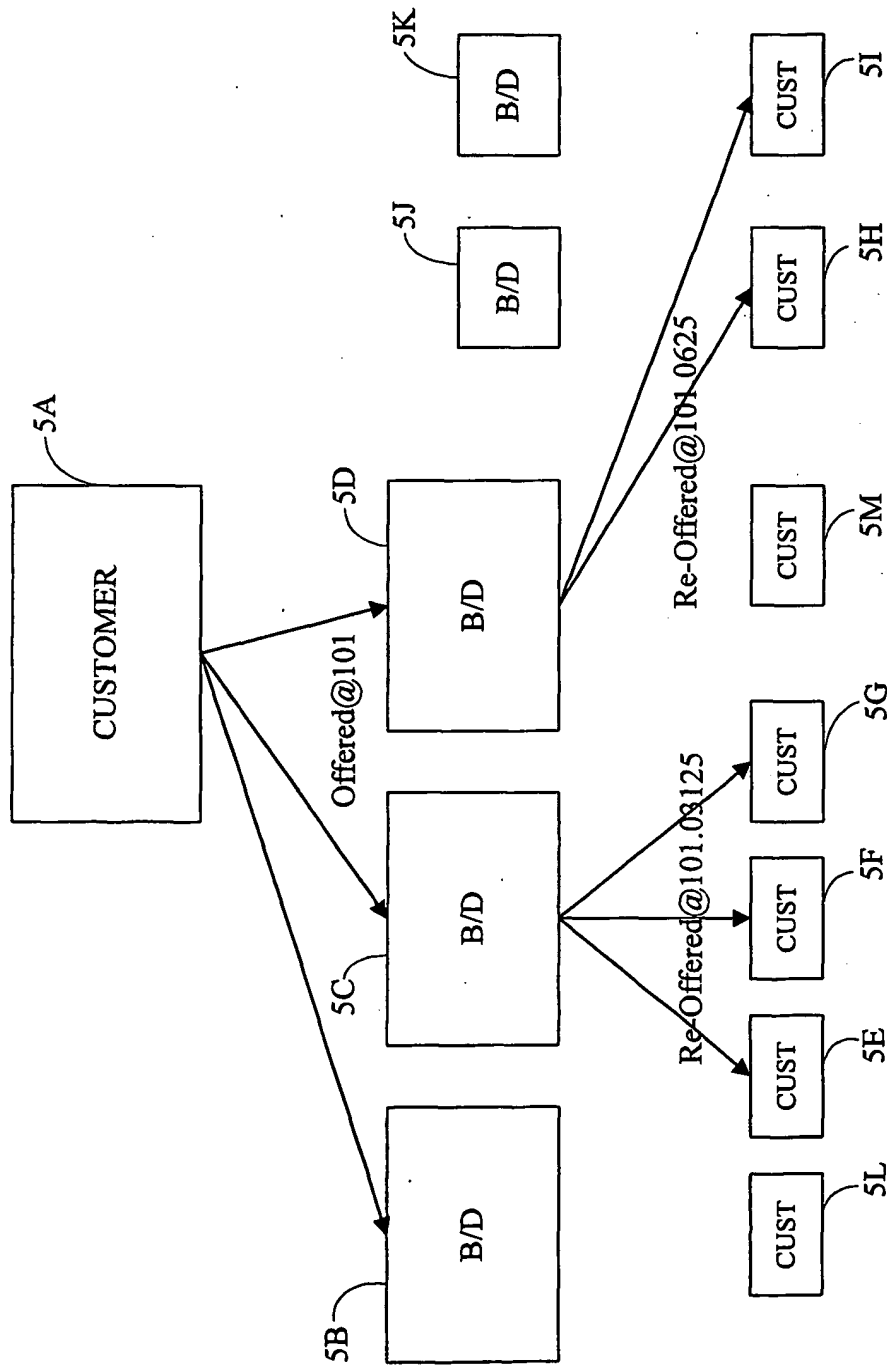 CUSTOMER
5A
Offered@101
5B
B/D
5C
B/D
5D
B/D
5J
B/D
5K
B/D
Re-Offered@101.03125
Re-Offered@101.0625
CUST
5L
CUST
5E
CUST
5F
CUST
5G
CUST
5M
CUST
5H
CUST
5I